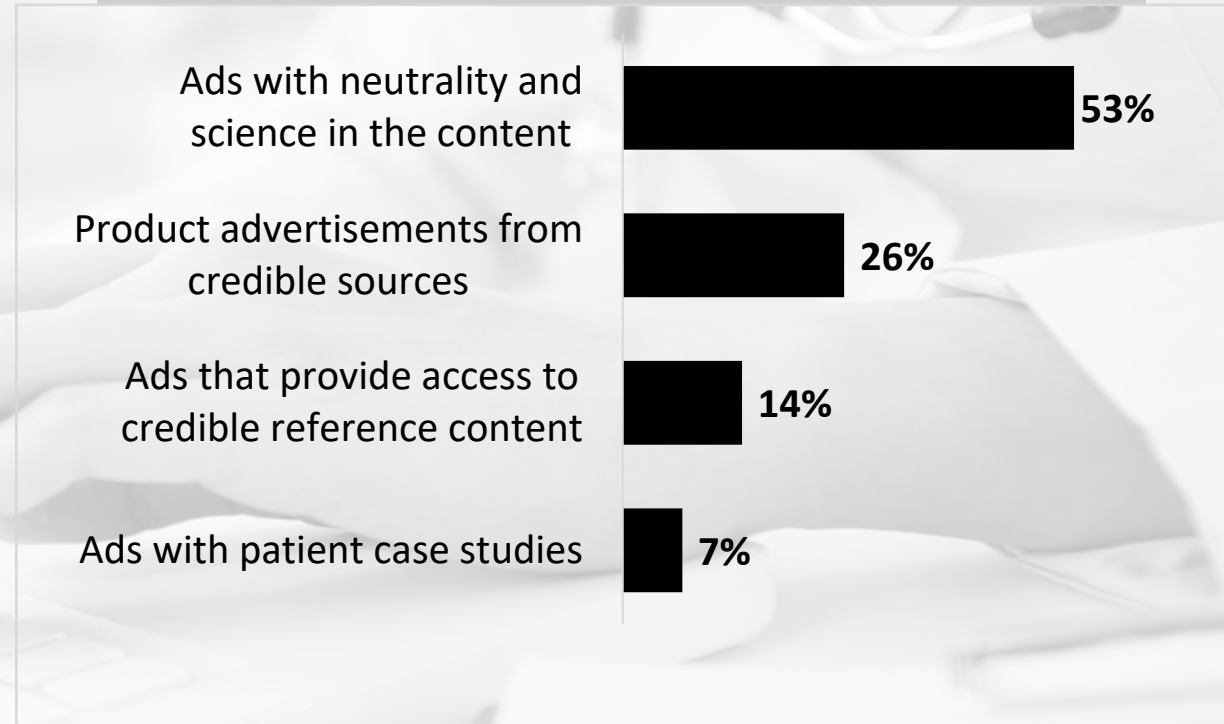 Ads with neutrality and
science in the content
53%
Product advertisements from
credible sources
26%
Ads that provide access to
credible reference content
14%
Ads with patient case studies
7%